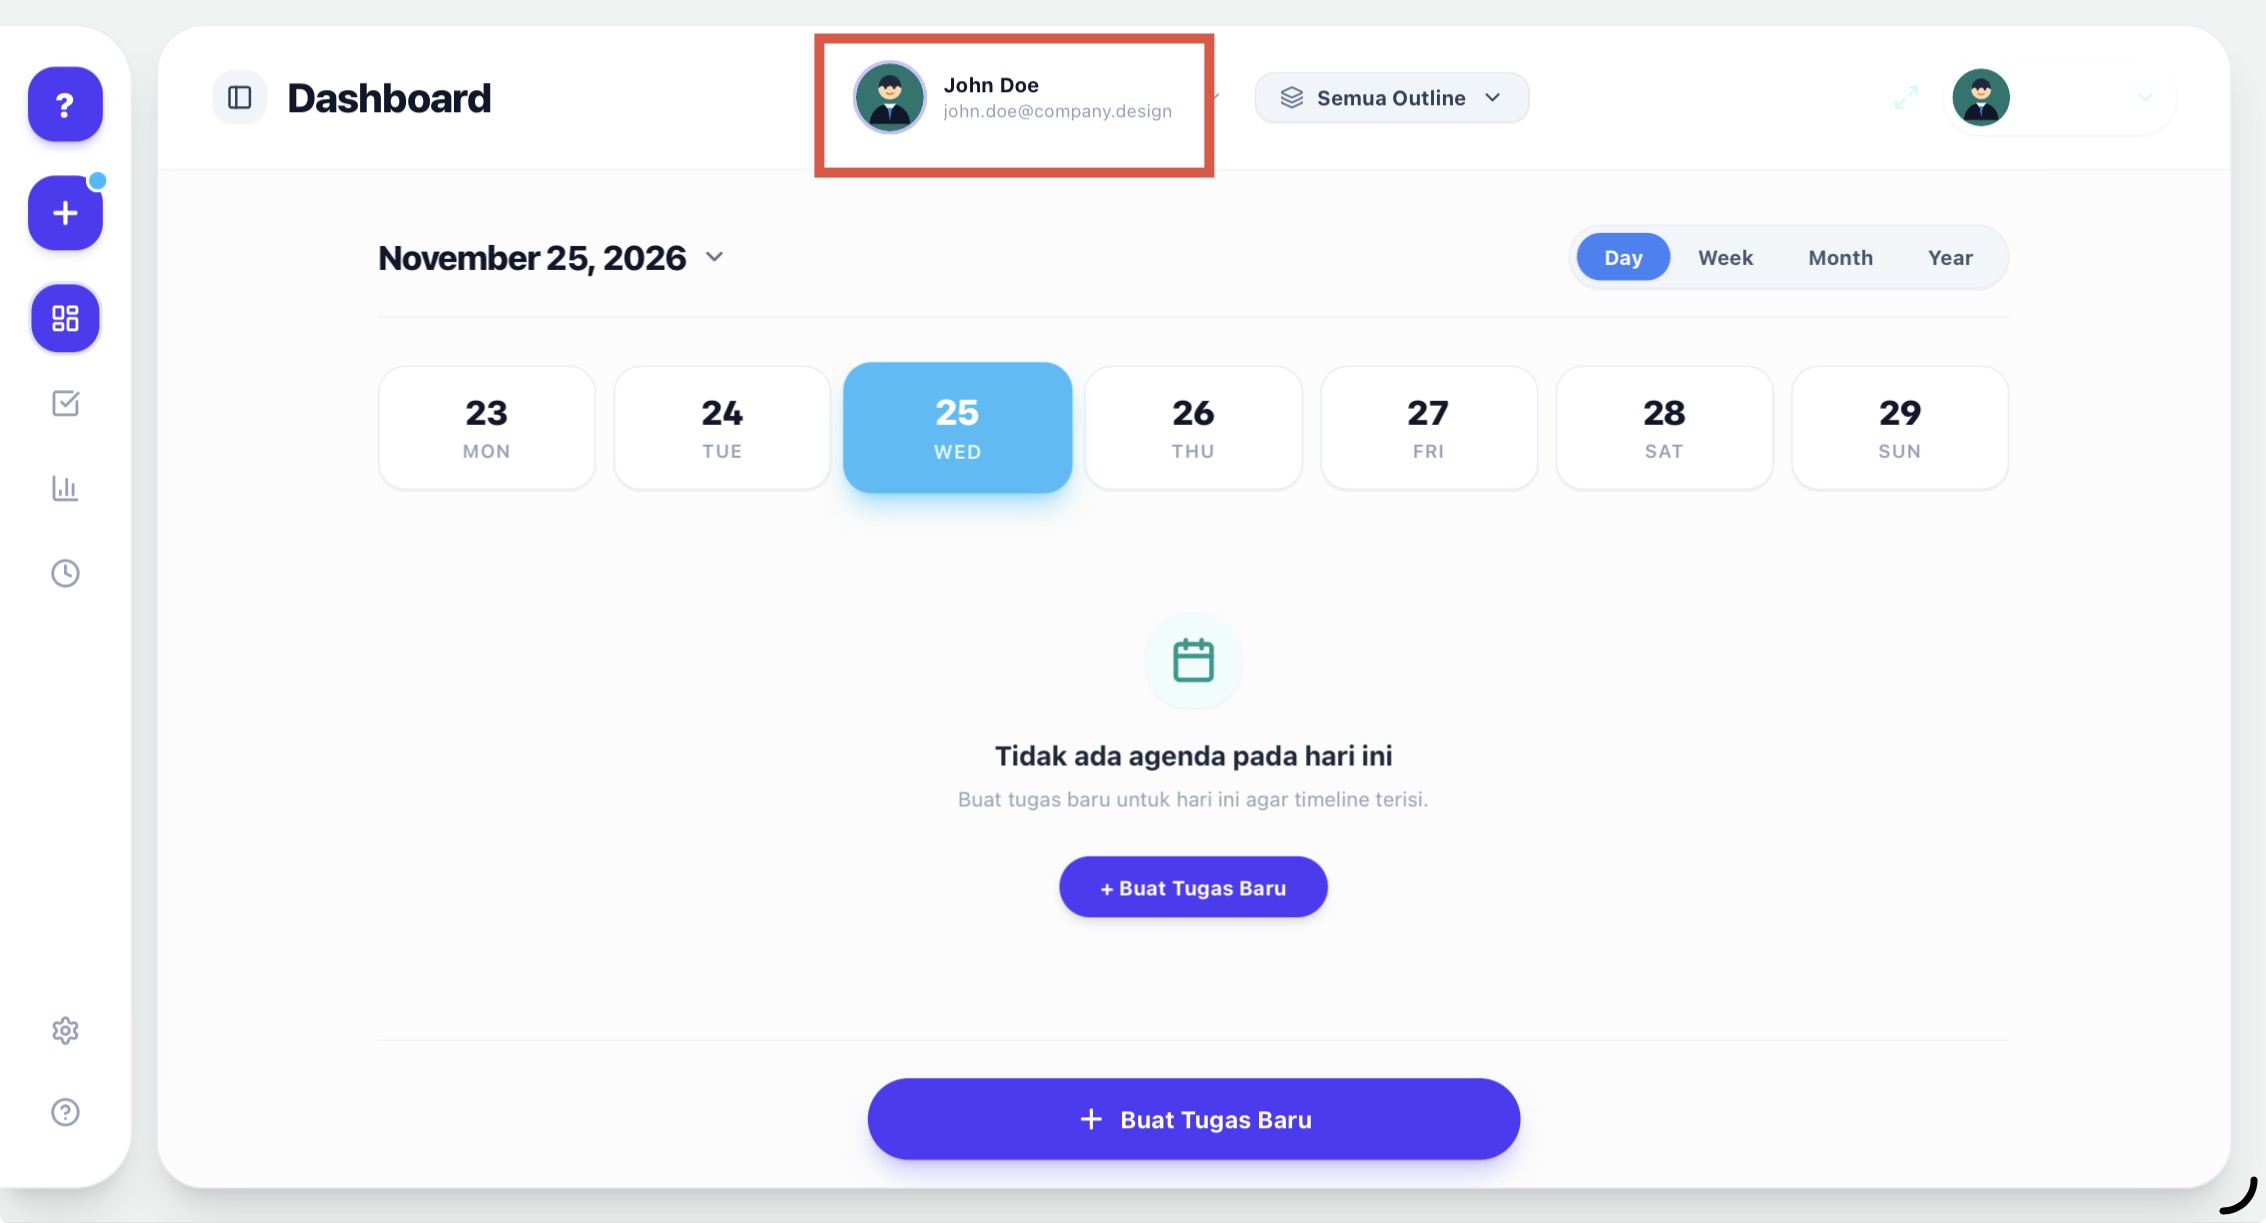 ?
Dashboard
John Doe
john.doe@company.design
Semua Outline
November 25, 2026
Day
Week
Month
Year
23
MON
24
TUE
25
WED
26
THU
27
FRI
28
SAT
29
SUN
Tidak ada agenda pada hari ini
Buat tugas baru untuk hari ini agar timeline terisi.
+ Buat Tugas Baru
+ Buat Tugas Baru